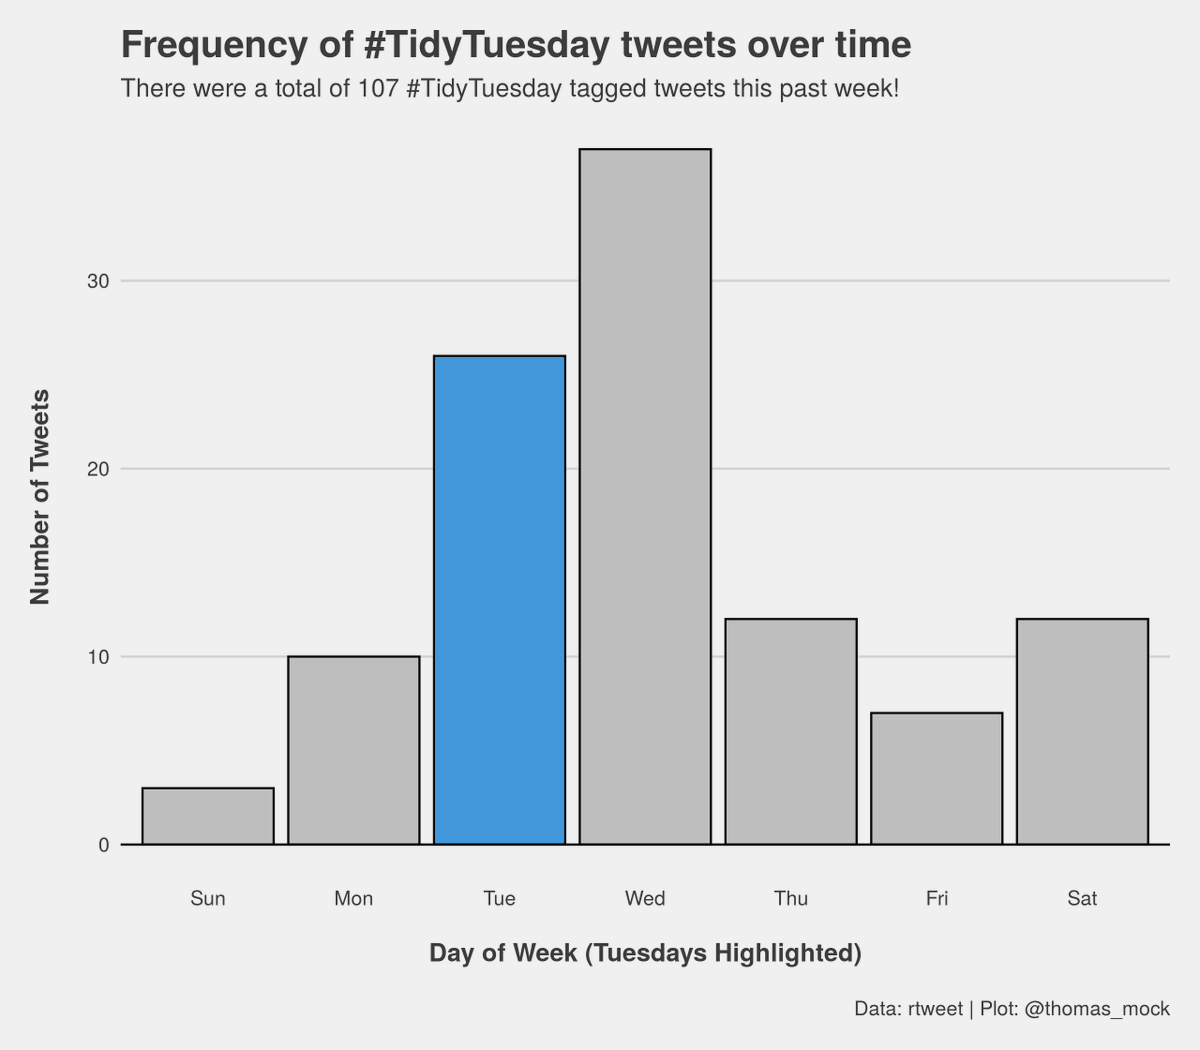 Frequency of #TidyTuesday tweets over time
There were a total of 107 #TidyTuesday tagged tweets this past week!
Number of Tweets
30
20
10
0
Sun Mon Tue Wed Thu Fri Sat
Day of Week (Tuesdays Highlighted)
Data: rtweet | Plot: @thomas_mock